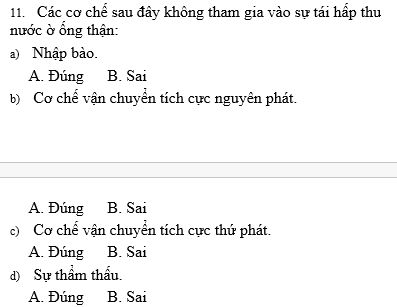 11. Các cơ chế sau đây không tham gia vào sự tái hấp thu
nước ờ ống thận:
a) Nhập bào.
A. Đúng B. Sai
b) Cơ chế vận chuyển tích cực nguyên phát.
A. Đúng B. Sai
c) Cơ chế vận chuyển tích cực thứ phát.
A. Đúng B. Sai
d) Sự thẩm thấu.
A. Đúng B. Sai